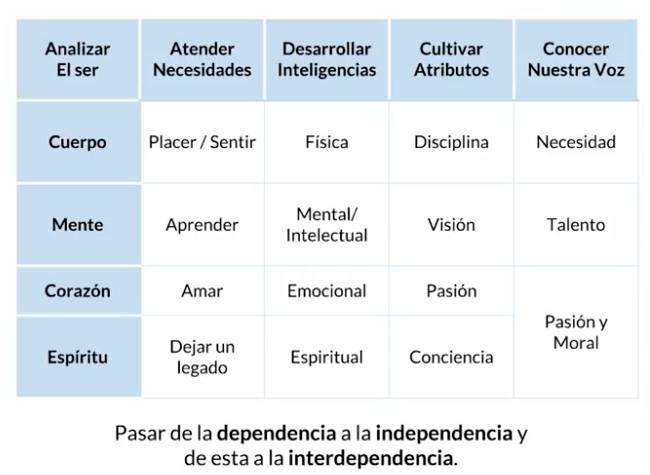 Analizar
El ser
Atender
Necesidades
Desarrollar
Inteligencias
Cultivar
Atributos
Conocer
Nuestra Voz
Cuerpo
Placer / Sentir
Física
Disciplina
Necesidad
Mente
Aprender
Mental/
Intelectual
Visión
Talento
Corazón
Amar
Emocional
Pasión
Pasión y
Moral
Espíritu
Dejar un
legado
Espiritual
Conciencia
Pasar de la dependencia a la independencia y
de esta a la interdependencia.